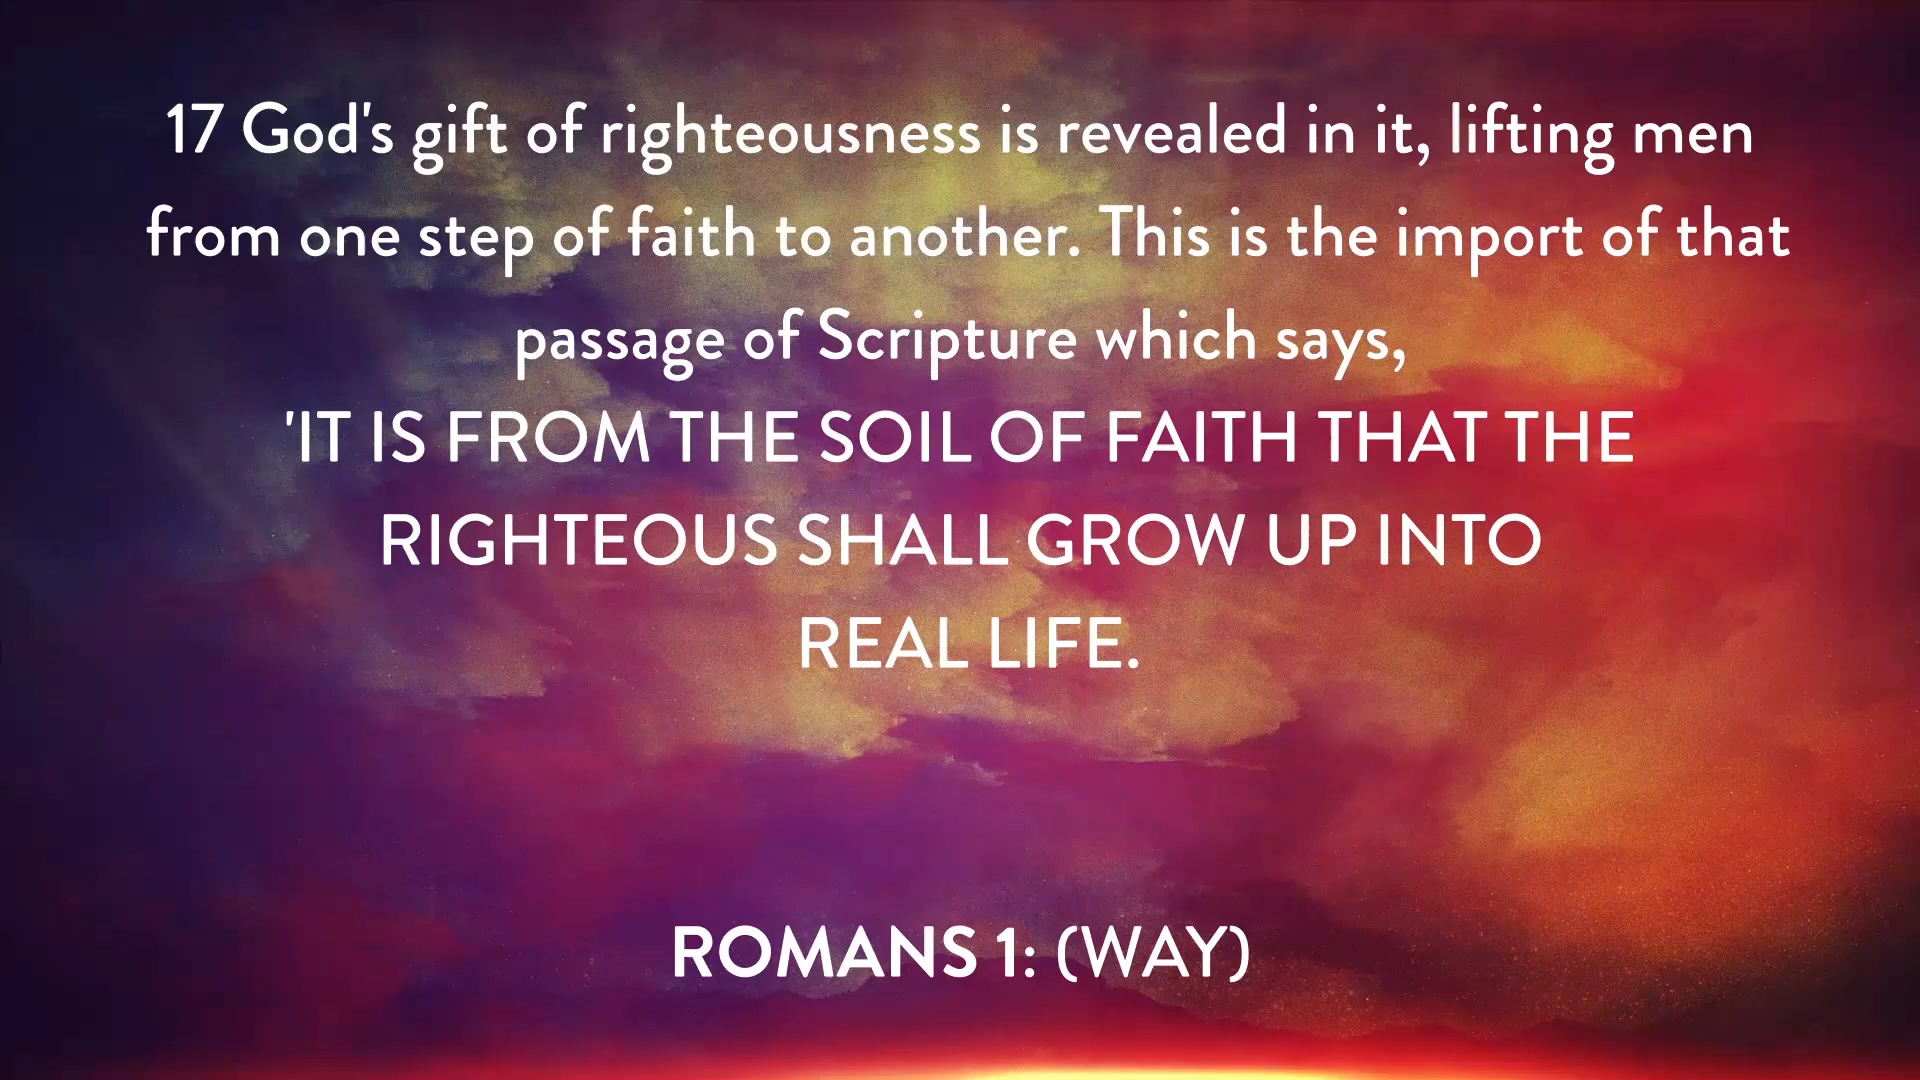 17 God's gift of righteousness is revealed in it, lifting men
from one step of faith to another. This is the import of that
passage of Scripture which says,
'IT IS FROM THE SOIL OF FAITH THAT THE
RIGHTEOUS SHALL GROW UP INTO
REAL LIFE.
ROMANS 1: (WAY)